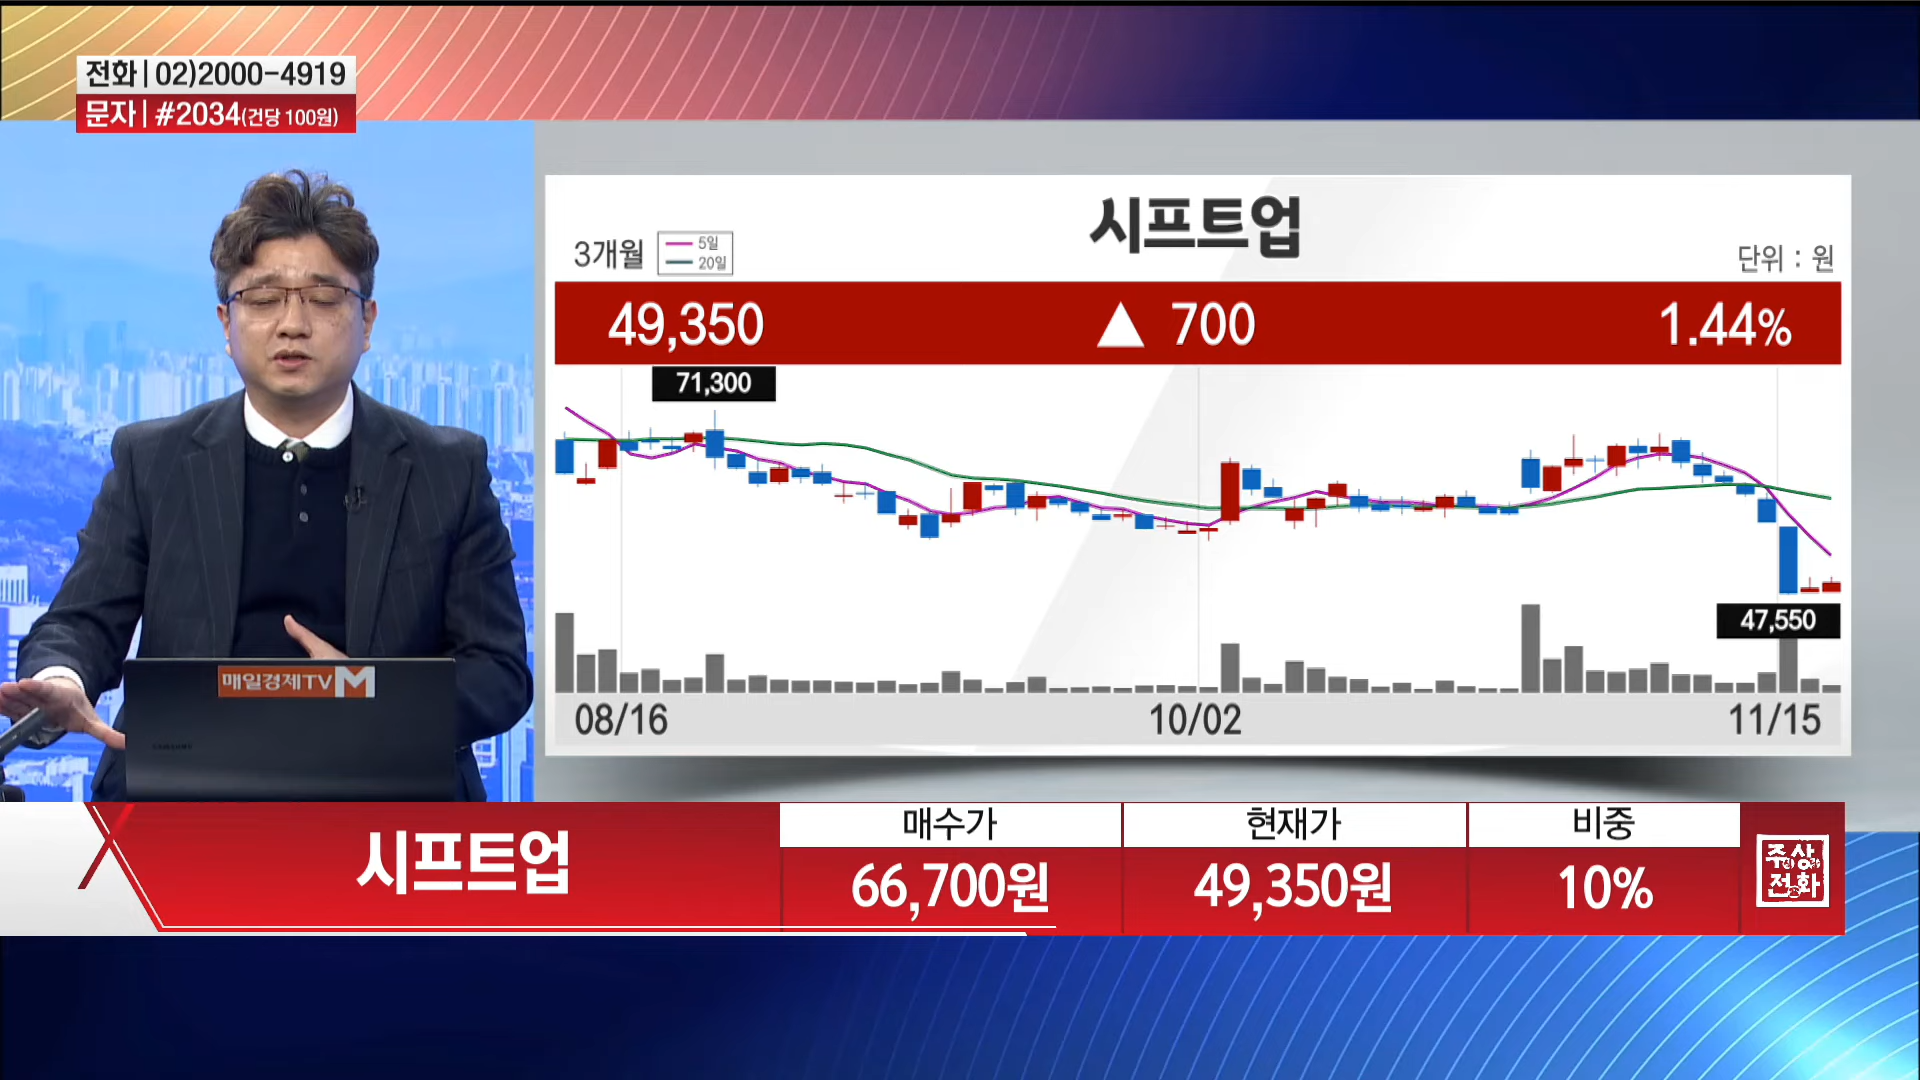 전화 | 02)2000-4919
문자 | #2034(건당 100원)
시프트업
3개월
5일
20일
단위 : 원
49,350 ▲ 700 1.44%
71,300
47,550
08/16 10/02 11/15
매일경제TV M
SAMSUNG
시프트업
매수가 현재가 비중
66,700원 49,350원 10%
주상
전화